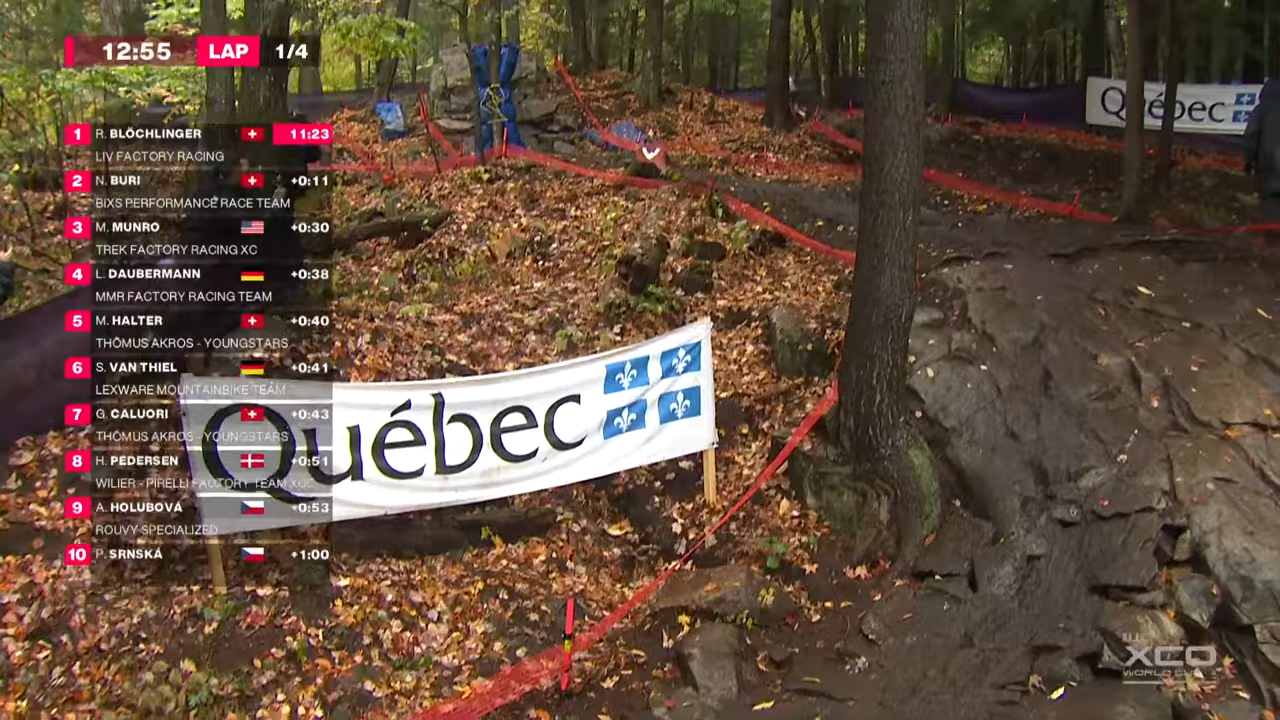 12:55 LAP 1/4
1 R. BLÖCHLINGER 11:23
LIV FACTORY RACING
2 N. BURI +0:11
BIXS PERFORMANCE RACE TEAM
3 M. MUNRO +0:30
TREK FACTORY RACING XC
4 L. DAUBERMANN +0:38
MMR FACTORY RACING TEAM
5 M. HALTER +0:40
THÖMUS AKROS - YOUNGSTARS
6 S. VAN THIEL +0:41
LEXWARE MOUNTAINBIKE TEAM
7 G. CALUORI +0:43
THÖMUS AKROS - YOUNGSTARS
8 H. PEDERSEN +0:51
WILIER - PIRELLI FACTORY TEAM XCO
9 A. HOLUBOVÁ +0:53
ROUVY SPECIALIZED
10 P. SRNSKÁ +1:00
Québec
Québec
XCO
WORLD CUP